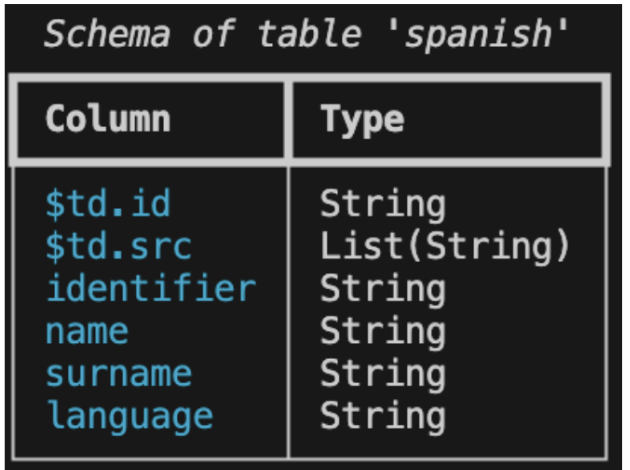 Schema of table 'spanish'
Column Type
$td.id String
$td.src List(String)
identifier String
name String
surname String
language String